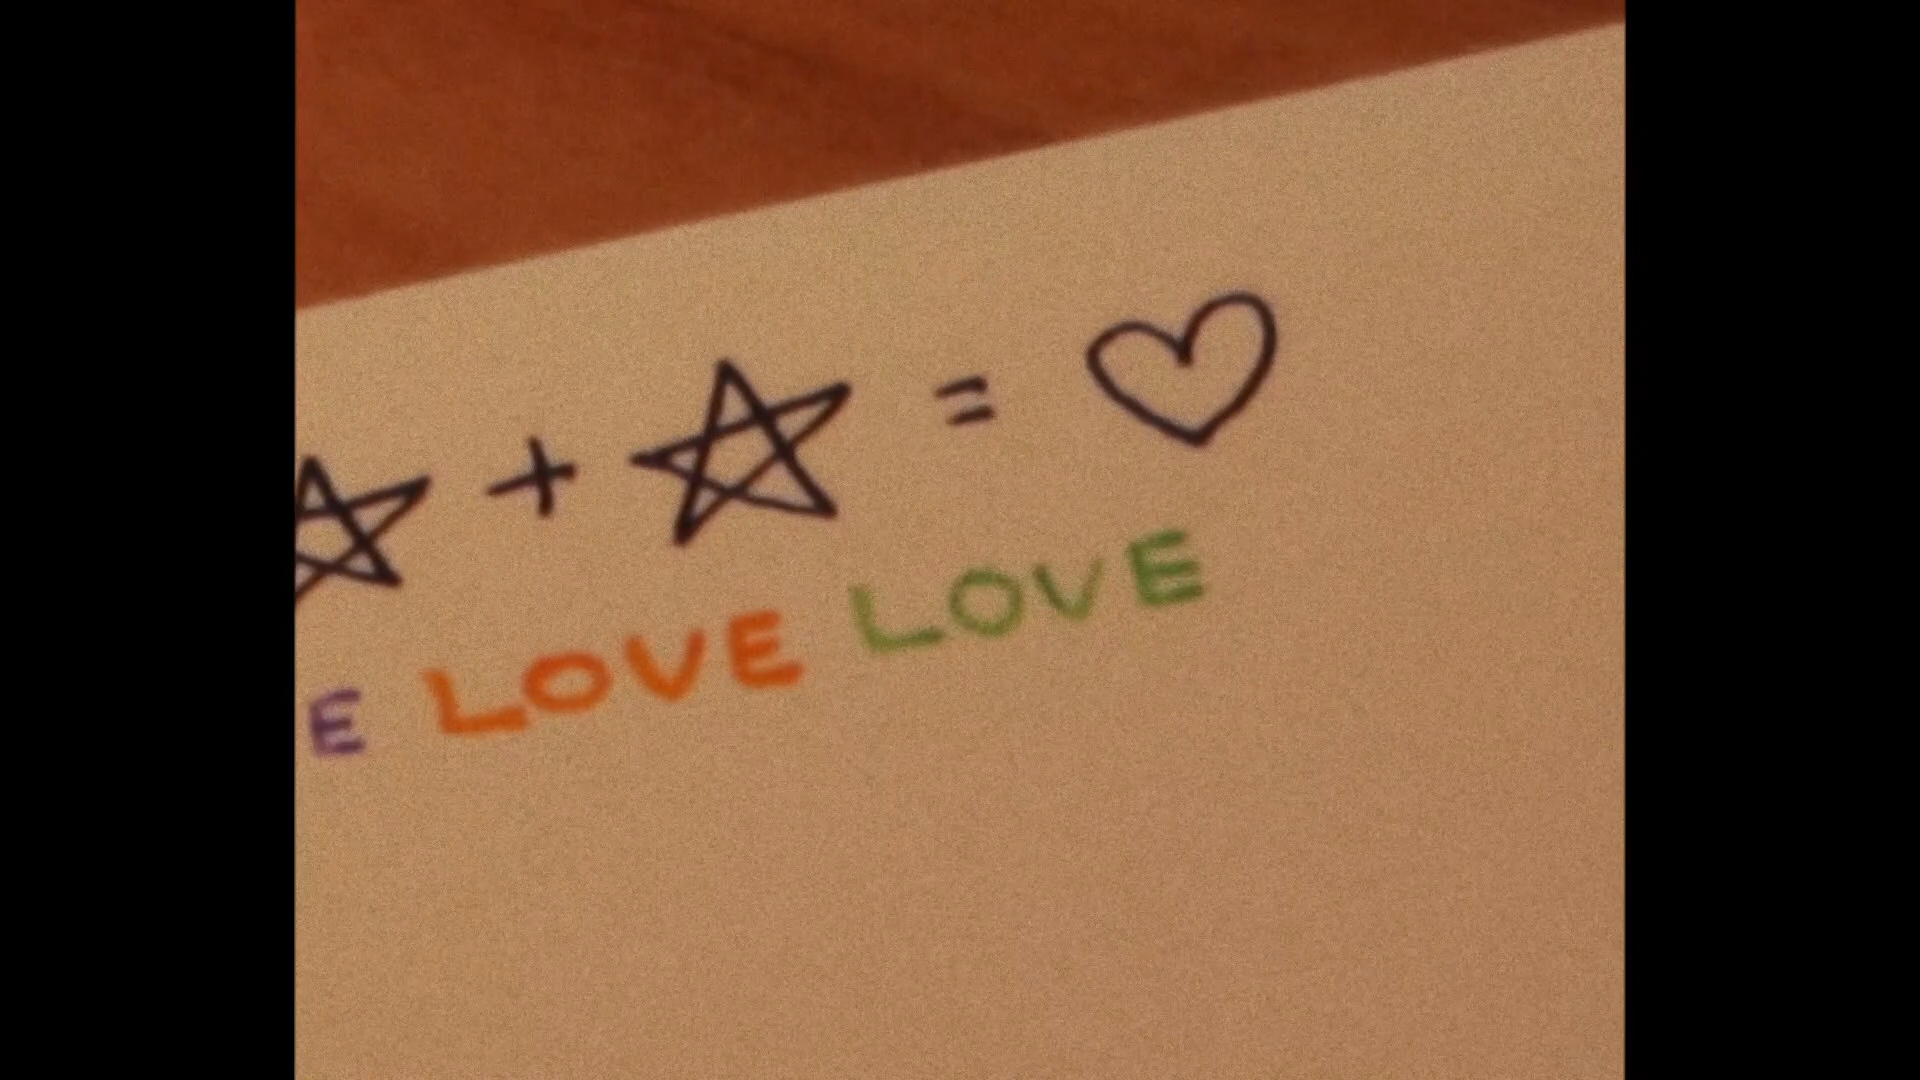 ☆ + ☆ = ♡
E LOVE LOVE